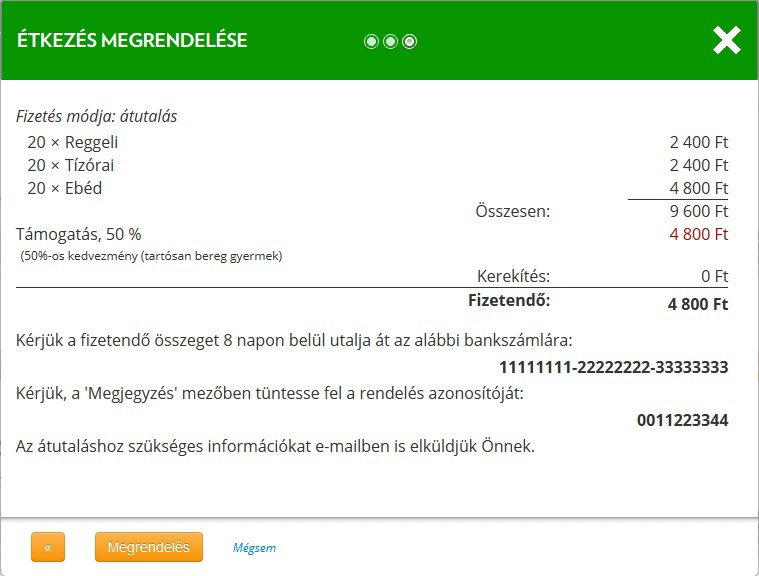 ÉTKEZÉS MEGRENDELÉSE
Fizetés módja: átutalás
20 × Reggeli 2 400 Ft
20 × Tízórai 2 400 Ft
20 × Ebéd 4 800 Ft
Összesen: 9 600 Ft
Támogatás, 50 % 4 800 Ft
(50%-os kedvezmény (tartósan bereg gyermek)
Kerekítés: 0 Ft
Fizetendő: 4 800 Ft
Kérjük a fizetendő összeget 8 napon belül utalja át az alábbi bankszámlára:
11111111-22222222-33333333
Kérjük, a 'Megjegyzés' mezőben tüntesse fel a rendelés azonosítóját:
0011223344
Az átutaláshoz szükséges információkat e-mailben is elküldjük Önnek.
« Megrendelés Mégsem